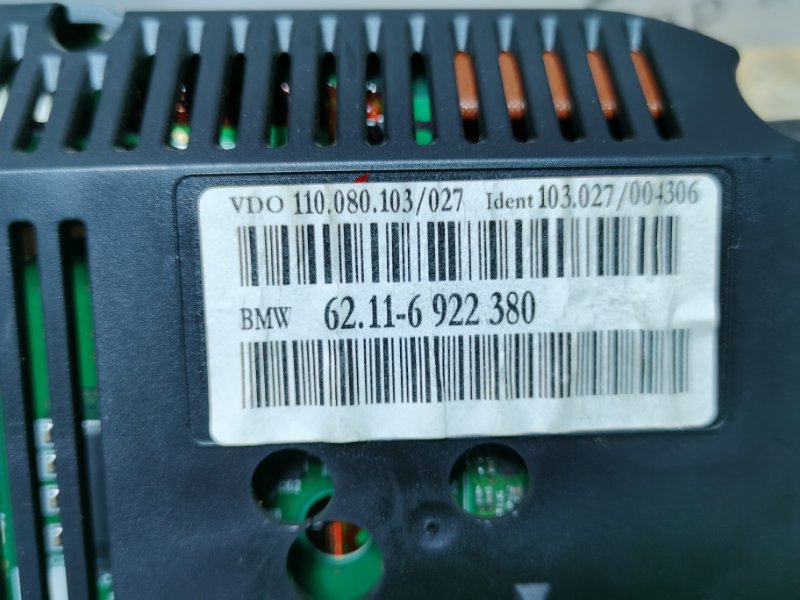 VDO 110.080.103/027 Ident 103.027/004306
BMW 62.11-6 922 380